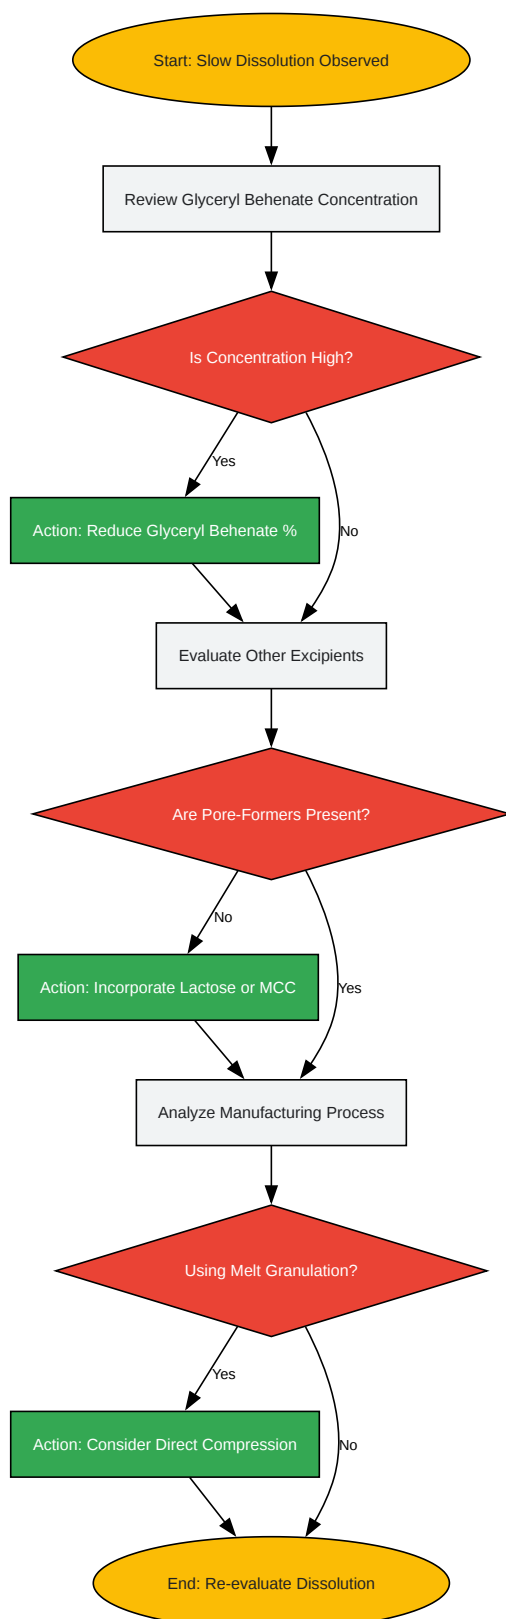 Start: Slow Dissolution Observed
Review Glyceryl Behenate Concentration
Is Concentration High?
Yes
Action: Reduce Glyceryl Behenate %
No
Evaluate Other Excipients
Are Pore-Formers Present?
No
Action: Incorporate Lactose or MCC
Yes
Analyze Manufacturing Process
Using Melt Granulation?
Yes
Action: Consider Direct Compression
No
End: Re-evaluate Dissolution